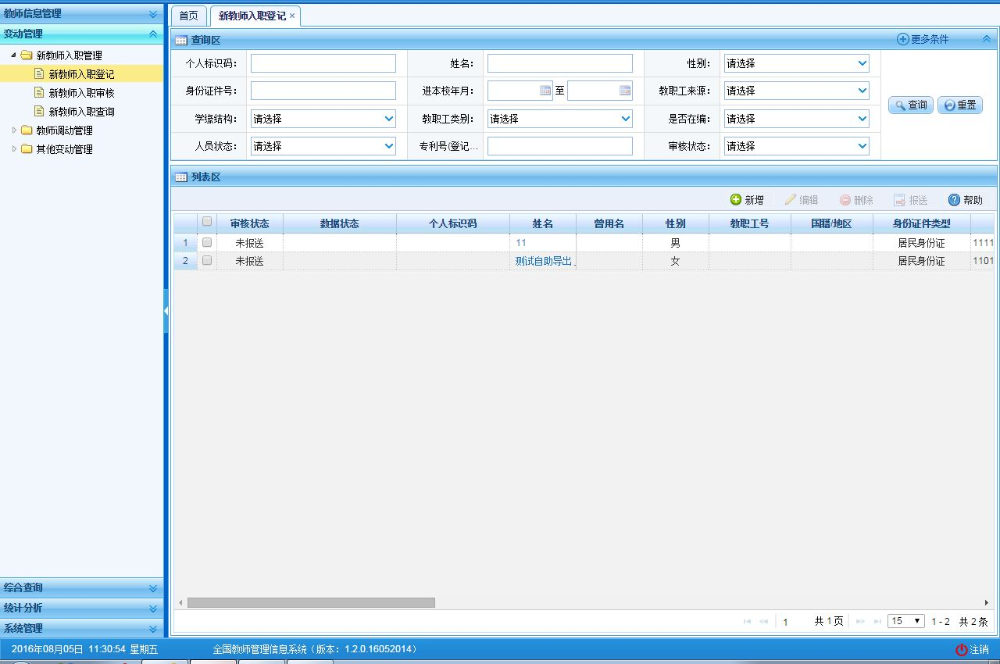 教师信息管理
变动管理
新教师入职管理
新教师入职登记
新教师入职审核
新教师入职查询
教师调动管理
其他变动管理
综合查询
统计分析
系统管理
首页 新教师入职登记 ×
查询区 更多条件
个人标识码： 姓名： 性别： 请选择
身份证件号： 进本校年月： 至 教职工来源： 请选择
学缘结构： 请选择 教职工类别： 请选择 是否在编： 请选择
人员状态： 请选择 专利号(登记... 审核状态： 请选择
查询 重置
列表区
新增 编辑 删除 报送 帮助
审核状态 数据状态 个人标识码 姓名 曾用名 性别 教职工号 国籍/地区 身份证件类型
1 未报送 11 男 居民身份证 1111
2 未报送 测试自助导出_ 女 居民身份证 1101
1 共 1 页 15 1 - 2 共 2 条
2016年08月05日 11:30:54 星期五 全国教师管理信息系统（版本：1.2.0.16052014） 注销